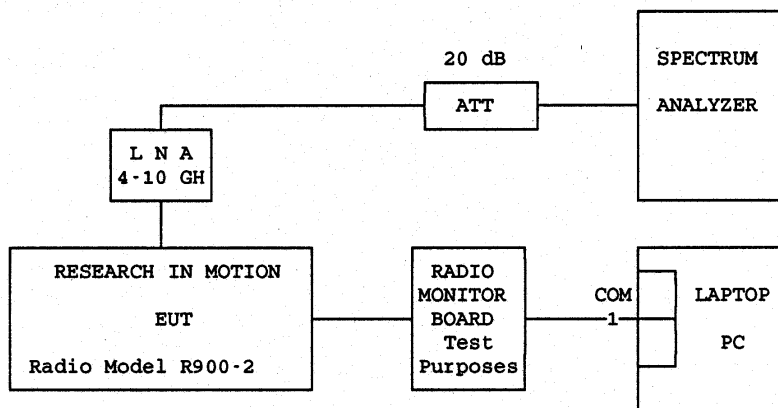 20 dB
ATT
SPECTRUM
ANALYZER
L N A
4-10 GH
RESEARCH IN MOTION
EUT
Radio Model R900-2
RADIO
MONITOR
BOARD
Test
Purposes
COM
1
LAPTOP
PC